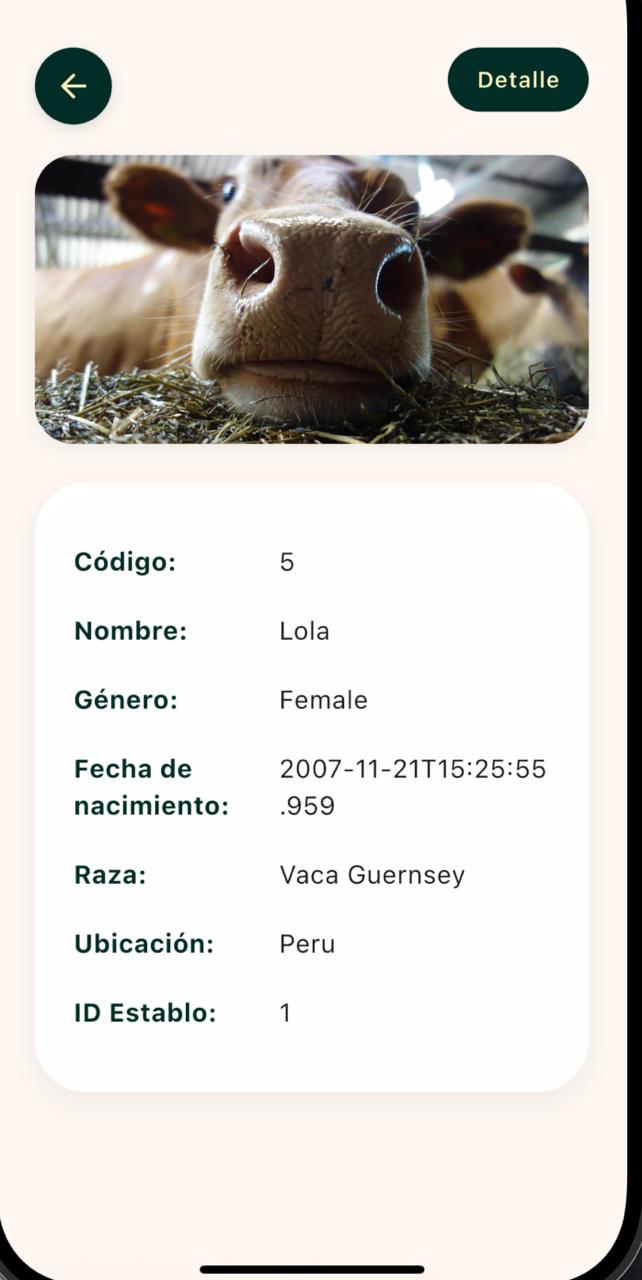 Detalle
Código: 5
Nombre: Lola
Género: Female
Fecha de 2007-11-21T15:25:55
nacimiento: .959
Raza: Vaca Guernsey
Ubicación: Peru
ID Establo: 1